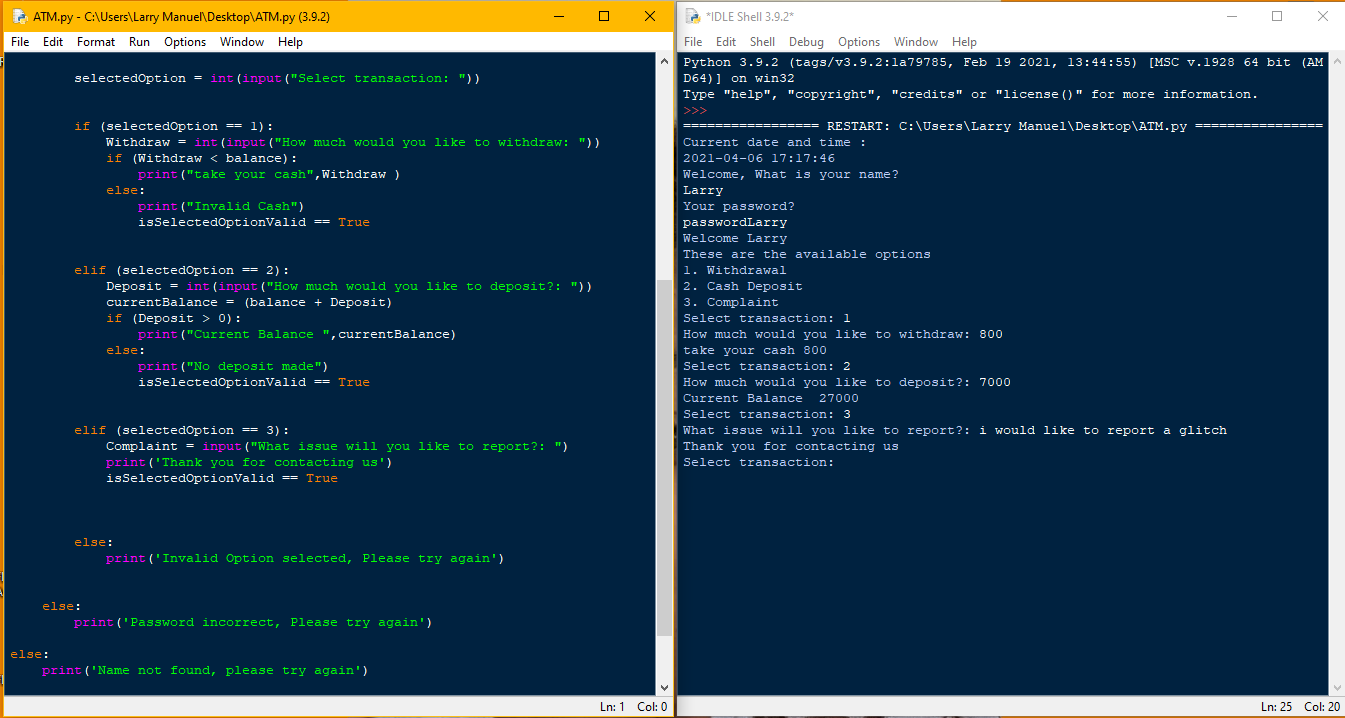 ATM.py - C:\Users\Larry Manuel\Desktop\ATM.py (3.9.2)
File Edit Format Run Options Window Help
selectedOption = int(input("Select transaction: "))
if (selectedOption == 1):
Withdraw = int(input("How much would you like to withdraw: "))
if (Withdraw < balance):
print("take your cash",Withdraw )
else:
print("Invalid Cash")
isSelectedOptionValid == True
elif (selectedOption == 2):
Deposit = int(input("How much would you like to deposit?: "))
currentBalance = (balance + Deposit)
if (Deposit > 0):
print("Current Balance ",currentBalance)
else:
print("No deposit made")
isSelectedOptionValid == True
elif (selectedOption == 3):
Complaint = input("What issue will you like to report?: ")
print('Thank you for contacting us')
isSelectedOptionValid == True
else:
print('Invalid Option selected, Please try again')
else:
print('Password incorrect, Please try again')
else:
print('Name not found, please try again')
Ln: 1 Col: 0
*IDLE Shell 3.9.2*
File Edit Shell Debug Options Window Help
Python 3.9.2 (tags/v3.9.2:1a79785, Feb 19 2021, 13:44:55) [MSC v.1928 64 bit (AM
D64)] on win32
Type "help", "copyright", "credits" or "license()" for more information.
>>>
================= RESTART: C:\Users\Larry Manuel\Desktop\ATM.py ================
Current date and time :
2021-04-06 17:17:46
Welcome, What is your name?
Larry
Your password?
passwordLarry
Welcome Larry
These are the available options
1. Withdrawal
2. Cash Deposit
3. Complaint
Select transaction: 1
How much would you like to withdraw: 800
take your cash 800
Select transaction: 2
How much would you like to deposit?: 7000
Current Balance  27000
Select transaction: 3
What issue will you like to report?: i would like to report a glitch
Thank you for contacting us
Select transaction:
Ln: 25 Col: 20